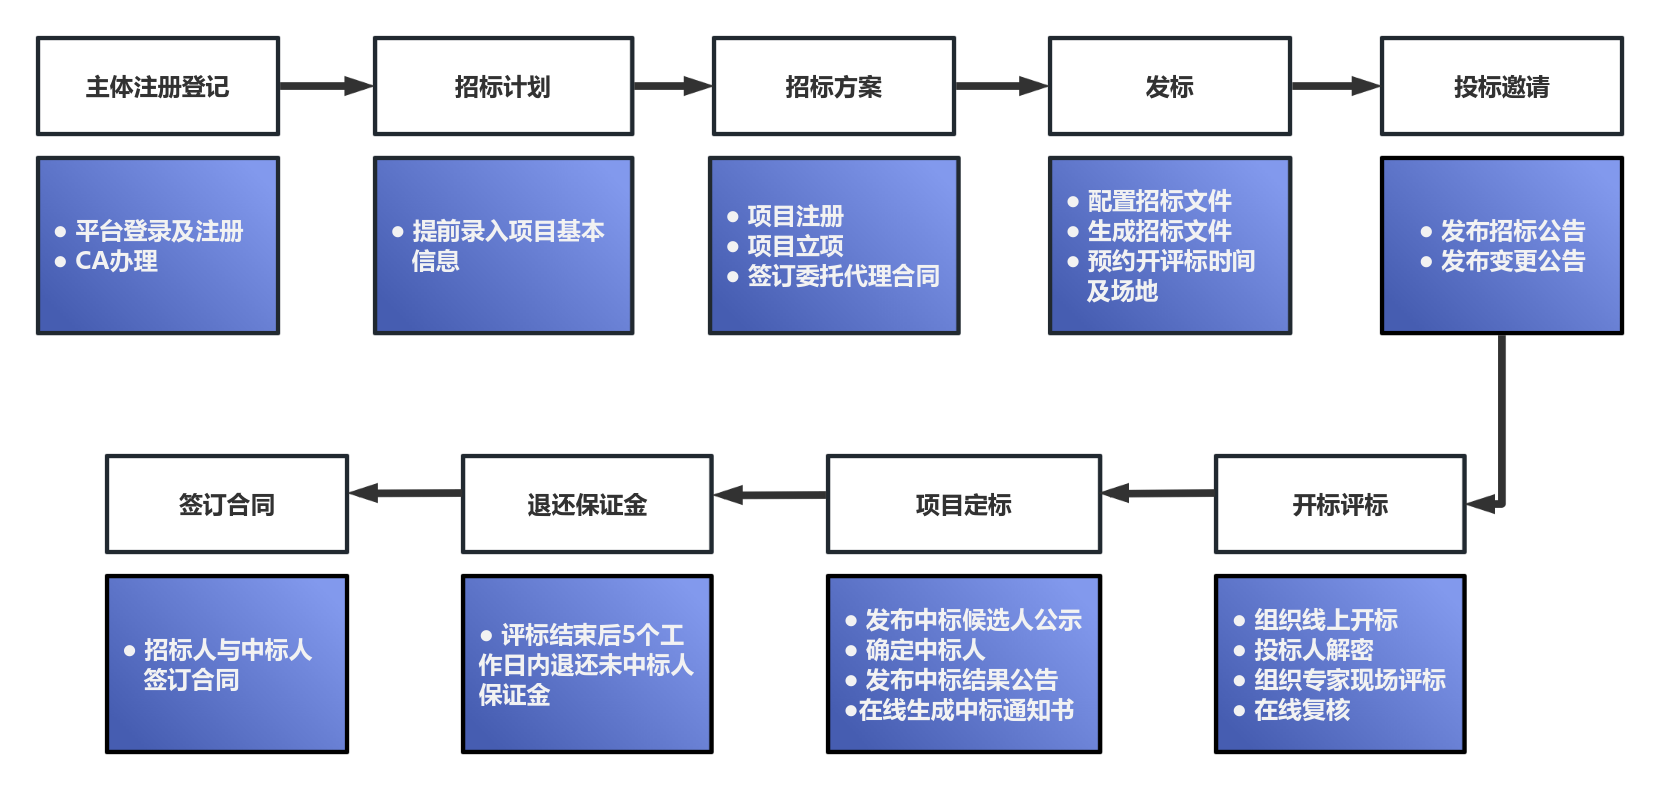 主体注册登记
招标计划
招标方案
发标
投标邀请
● 平台登录及注册
● CA办理
● 提前录入项目基本
信息
● 项目注册
● 项目立项
● 签订委托代理合同
● 配置招标文件
● 生成招标文件
● 预约开评标时间
及场地
● 发布招标公告
● 发布变更公告
签订合同
退还保证金
项目定标
开标评标
● 招标人与中标人
签订合同
● 评标结束后5个工
作日内退还未中标人
保证金
● 发布中标候选人公示
● 确定中标人
● 发布中标结果公告
●在线生成中标通知书
● 组织线上开标
● 投标人解密
● 组织专家现场评标
● 在线复核